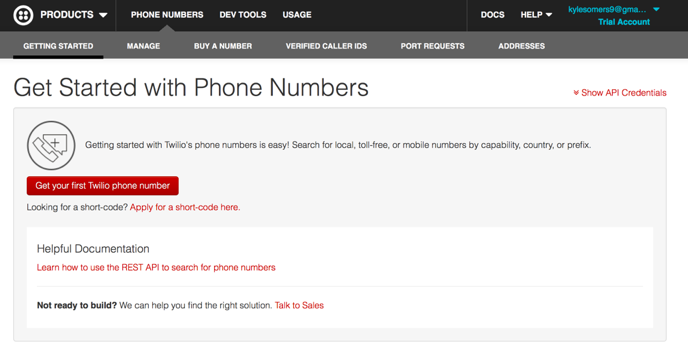 PRODUCTS PHONE NUMBERS DEV TOOLS USAGE DOCS HELP kylesomers9@gma...
Trial Account
GETTING STARTED MANAGE BUY A NUMBER VERIFIED CALLER IDS PORT REQUESTS ADDRESSES
Get Started with Phone Numbers
Show API Credentials
Getting started with Twilio's phone numbers is easy! Search for local, toll-free, or mobile numbers by capability, country, or prefix.
Get your first Twilio phone number
Looking for a short-code? Apply for a short-code here.
Helpful Documentation
Learn how to use the REST API to search for phone numbers
Not ready to build? We can help you find the right solution. Talk to Sales